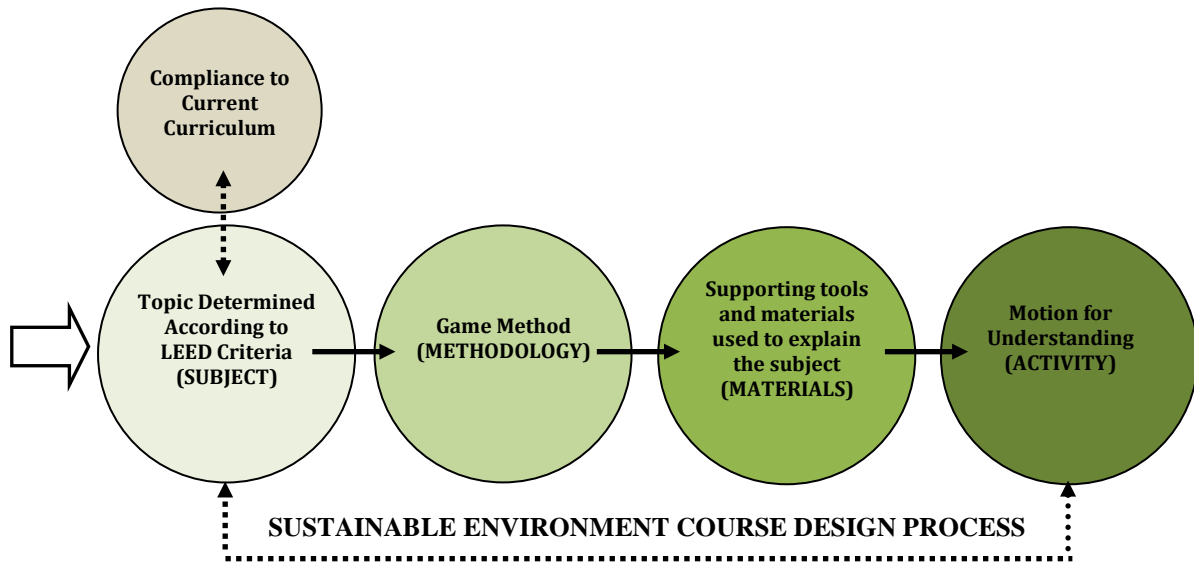 Compliance to
Current
Curriculum
Topic Determined
According to
LEED Criteria
(SUBJECT)
Game Method
(METHODOLOGY)
Supporting tools
and materials
used to explain
the subject
(MATERIALS)
Motion for
Understanding
(ACTIVITY)
SUSTAINABLE ENVIRONMENT COURSE DESIGN PROCESS